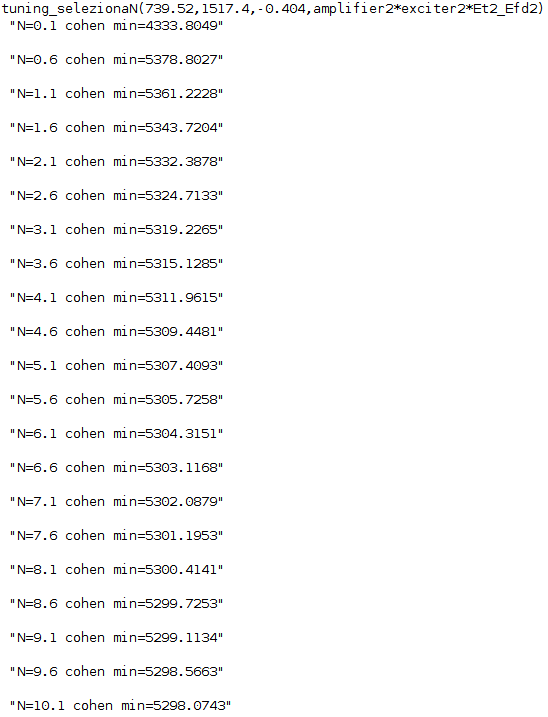 tuning_selezionaN(739.52,1517.4,-0.404,amplifier2*exciter2*Et2_Efd2)
"N=0.1 cohen min=4333.8049"
"N=0.6 cohen min=5378.8027"
"N=1.1 cohen min=5361.2228"
"N=1.6 cohen min=5343.7204"
"N=2.1 cohen min=5332.3878"
"N=2.6 cohen min=5324.7133"
"N=3.1 cohen min=5319.2265"
"N=3.6 cohen min=5315.1285"
"N=4.1 cohen min=5311.9615"
"N=4.6 cohen min=5309.4481"
"N=5.1 cohen min=5307.4093"
"N=5.6 cohen min=5305.7258"
"N=6.1 cohen min=5304.3151"
"N=6.6 cohen min=5303.1168"
"N=7.1 cohen min=5302.0879"
"N=7.6 cohen min=5301.1953"
"N=8.1 cohen min=5300.4141"
"N=8.6 cohen min=5299.7253"
"N=9.1 cohen min=5299.1134"
"N=9.6 cohen min=5298.5663"
"N=10.1 cohen min=5298.0743"